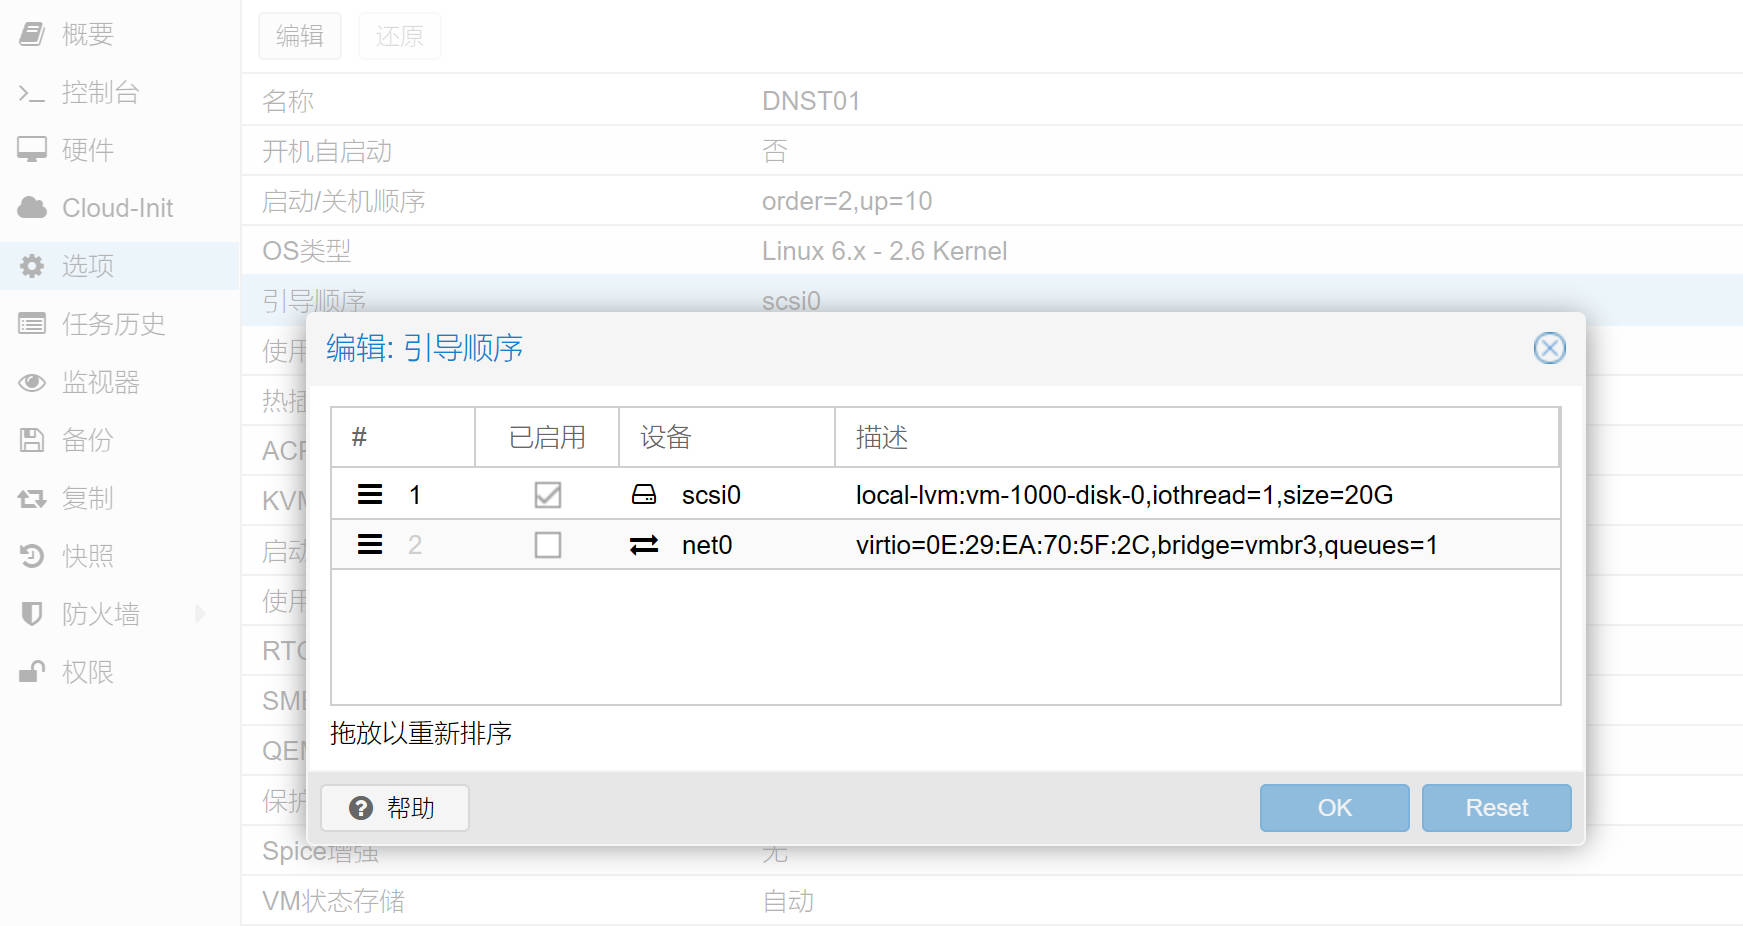 概要
控制台
硬件
Cloud-Init
选项
任务历史
监视器
备份
复制
快照
防火墙
权限
编辑 还原
名称 DNST01
开机自启动 否
启动/关机顺序 order=2,up=10
OS类型 Linux 6.x - 2.6 Kernel
引导顺序 scsi0
使用
热插
ACP
KVM
启动
使用
RTC
SMB
QEM
保护
Spice增强 无
VM状态存储 自动
编辑: 引导顺序
# 已启用 设备 描述
1 scsi0 local-lvm:vm-1000-disk-0,iothread=1,size=20G
2 net0 virtio=0E:29:EA:70:5F:2C,bridge=vmbr3,queues=1
拖放以重新排序
帮助 OK Reset